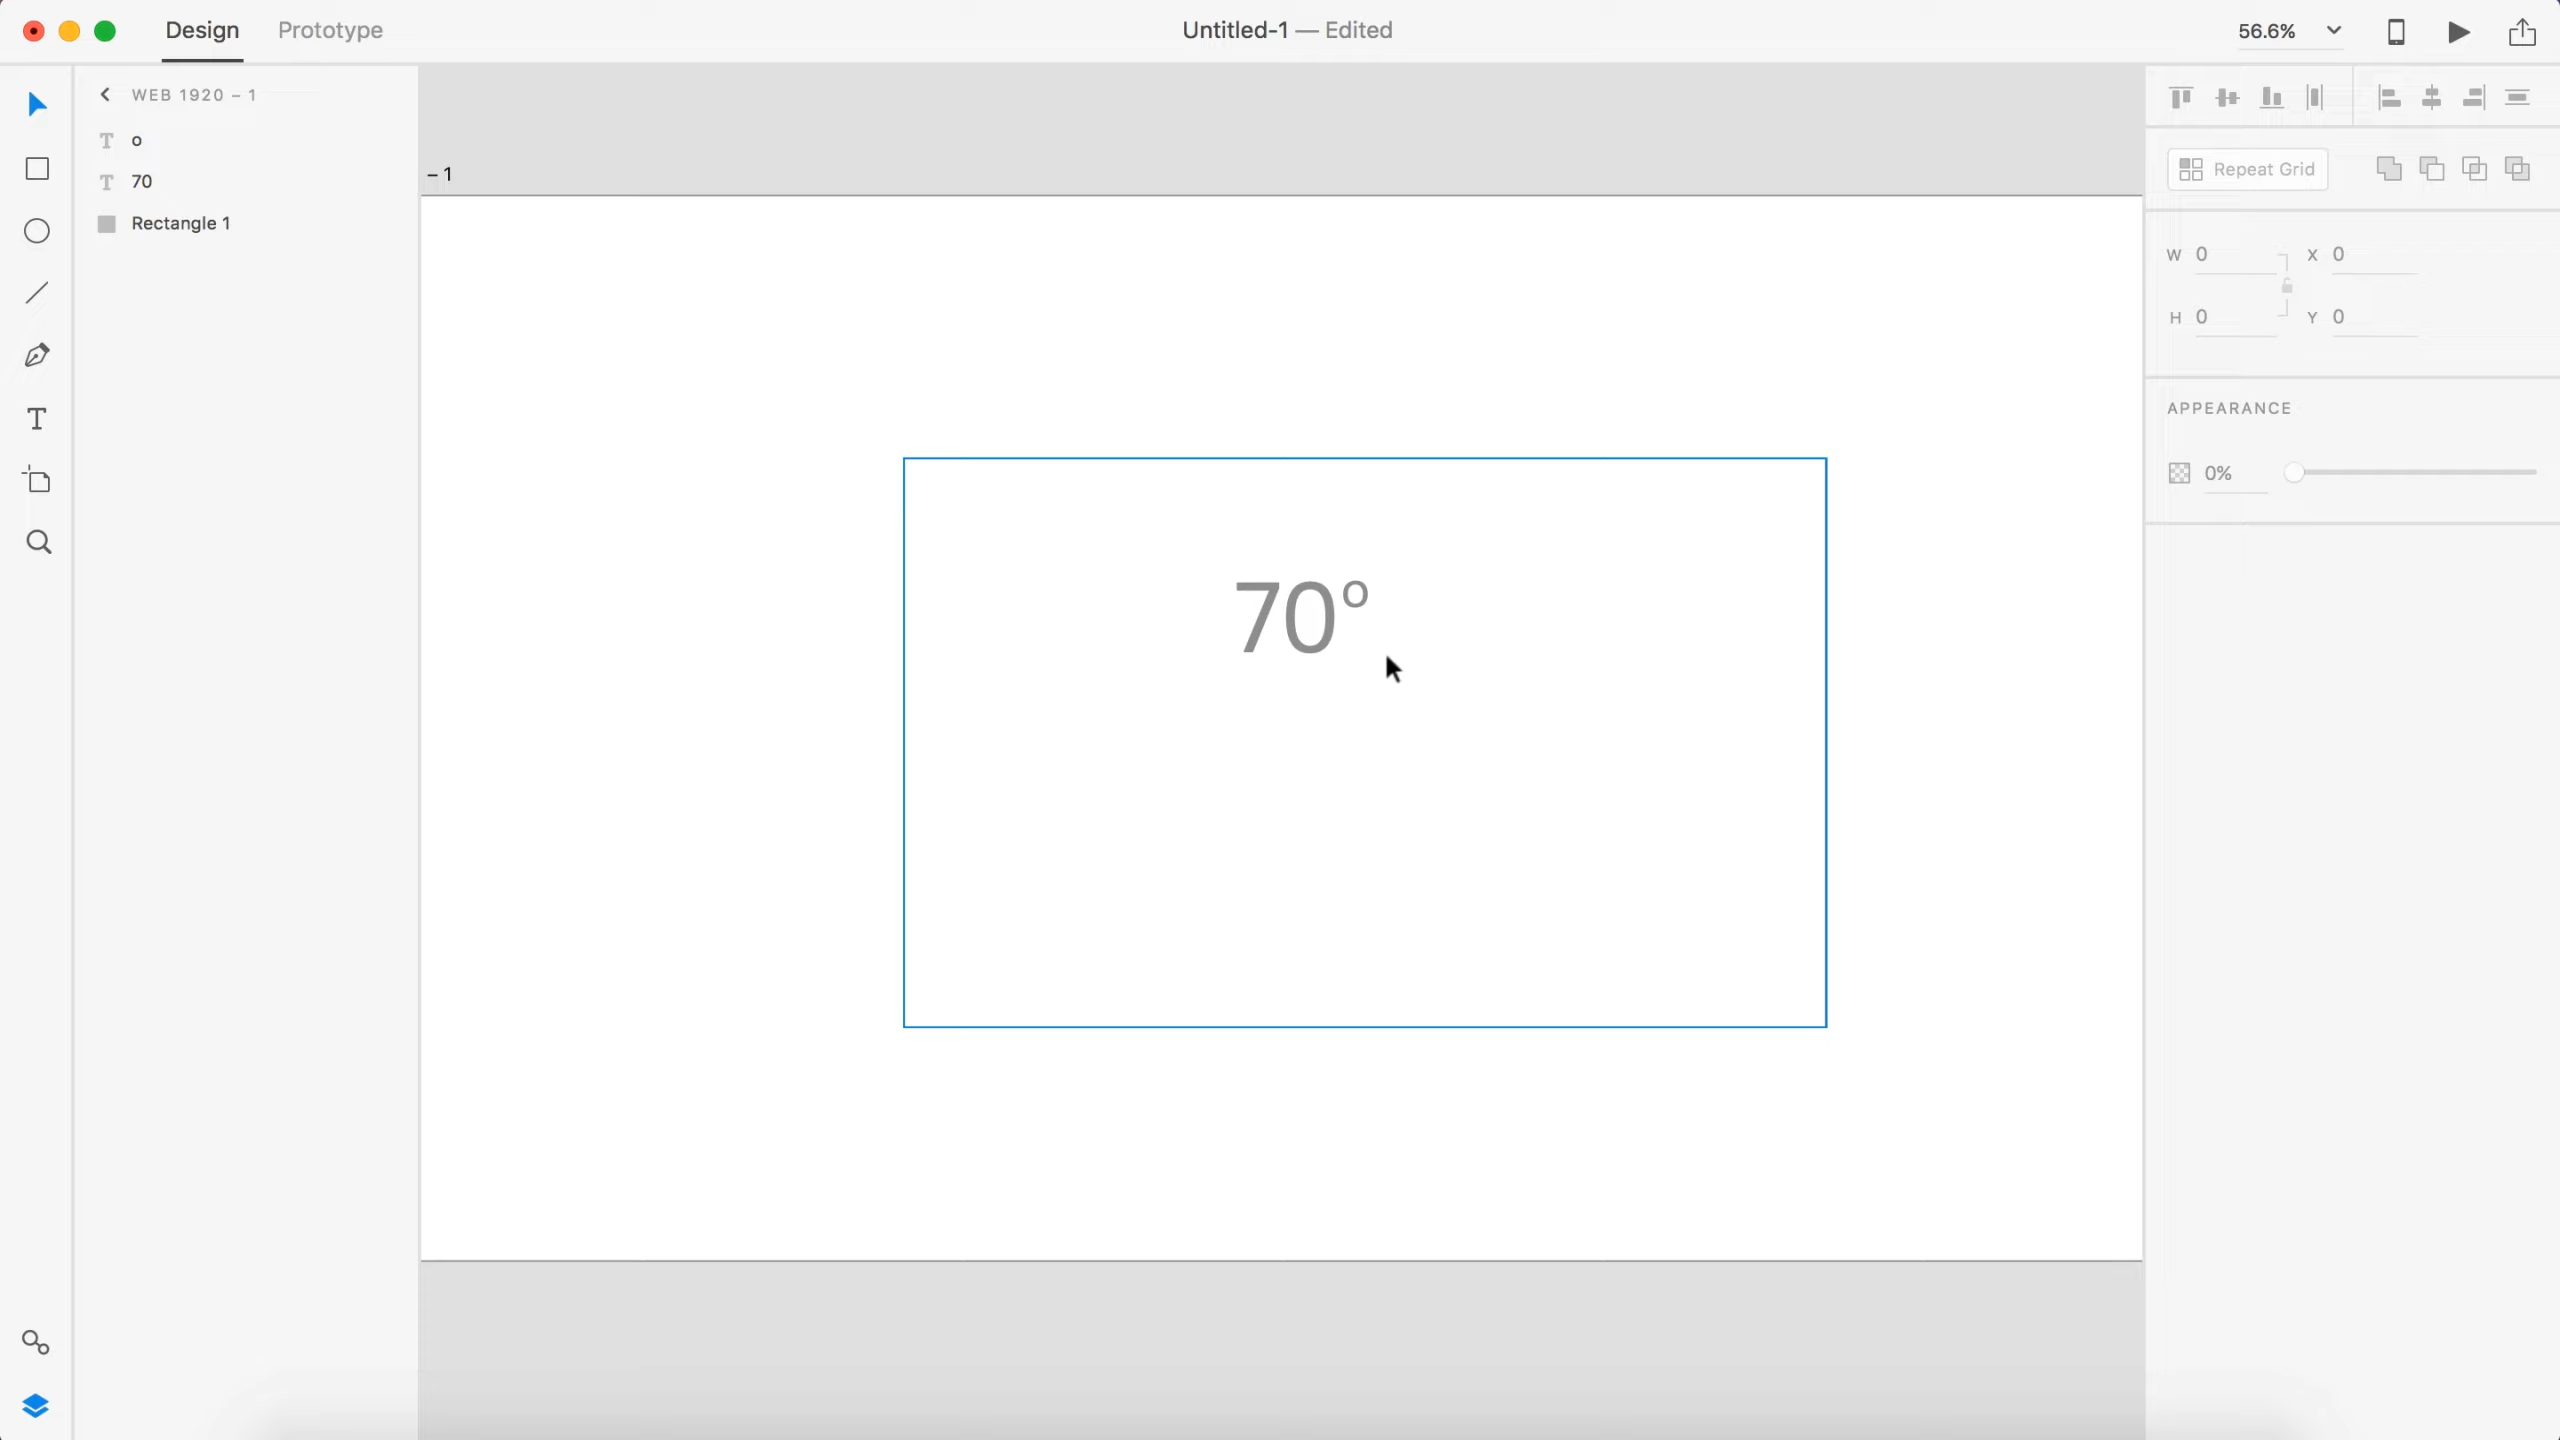 Design Prototype Untitled-1 — Edited 56.6%
WEB 1920 – 1
o
70
Rectangle 1
– 1
70º
Repeat Grid
W 0 X 0
H 0 Y 0
APPEARANCE
0%